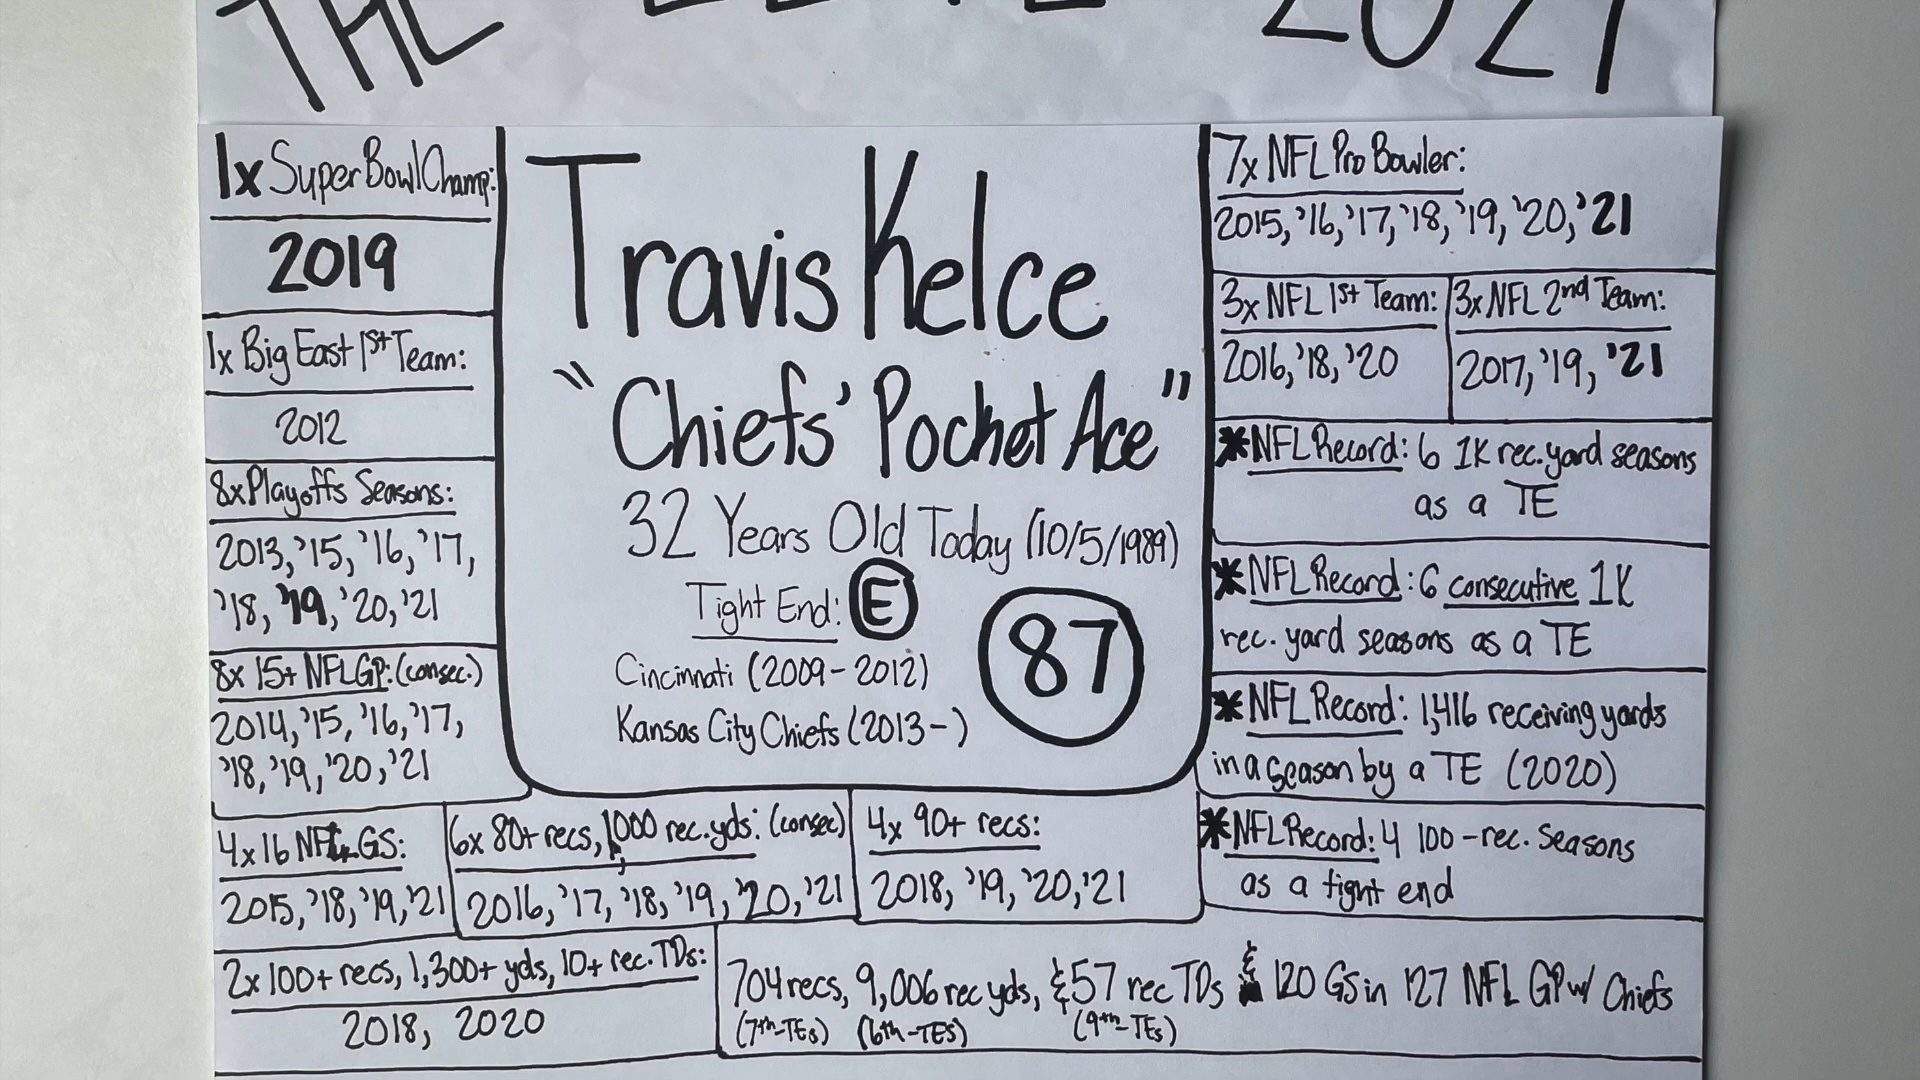 THE 2021
1x Super Bowl Champ:
2019
1x Big East 1st Team:
2012
8x Playoffs Seasons:
2013, '15, '16, '17,
'18, '19, '20, '21
8x 15+ NFL GP: (consec.)
2014, '15, '16, '17,
'18, '19, '20, '21
4x 16 NFL GS:
2015, '18, '19, '21
6x 80+ recs, 1,000 rec. yds: (consec)
2016, '17, '18, '19, '20, '21
4x 90+ recs:
2018, '19, '20, '21
2x 100+ recs, 1,300+ yds, 10+ rec. TDs:
2018, 2020
Travis Kelce
"Chiefs' Pocket Ace"
32 Years Old Today (10/5/1989)
Tight End: E
87
Cincinnati (2009-2012)
Kansas City Chiefs (2013-)
7x NFL Pro Bowler:
2015, '16, '17, '18, '19, '20, '21
3x NFL 1st Team:
2016, '18, '20
3x NFL 2nd Team:
2017, '19, '21
*NFL Record: 6 1K rec. yard seasons
as a TE
*NFL Record: 6 consecutive 1K
rec. yard seasons as a TE
*NFL Record: 1,416 receiving yards
in a season by a TE (2020)
*NFL Record: 4 100-rec. seasons
as a tight end
704 recs, 9,006 rec yds, & 57 rec TDs & 120 GS in 127 NFL GP w/ Chiefs
(7th-TEs) (6th-TES) (9th-TEs)